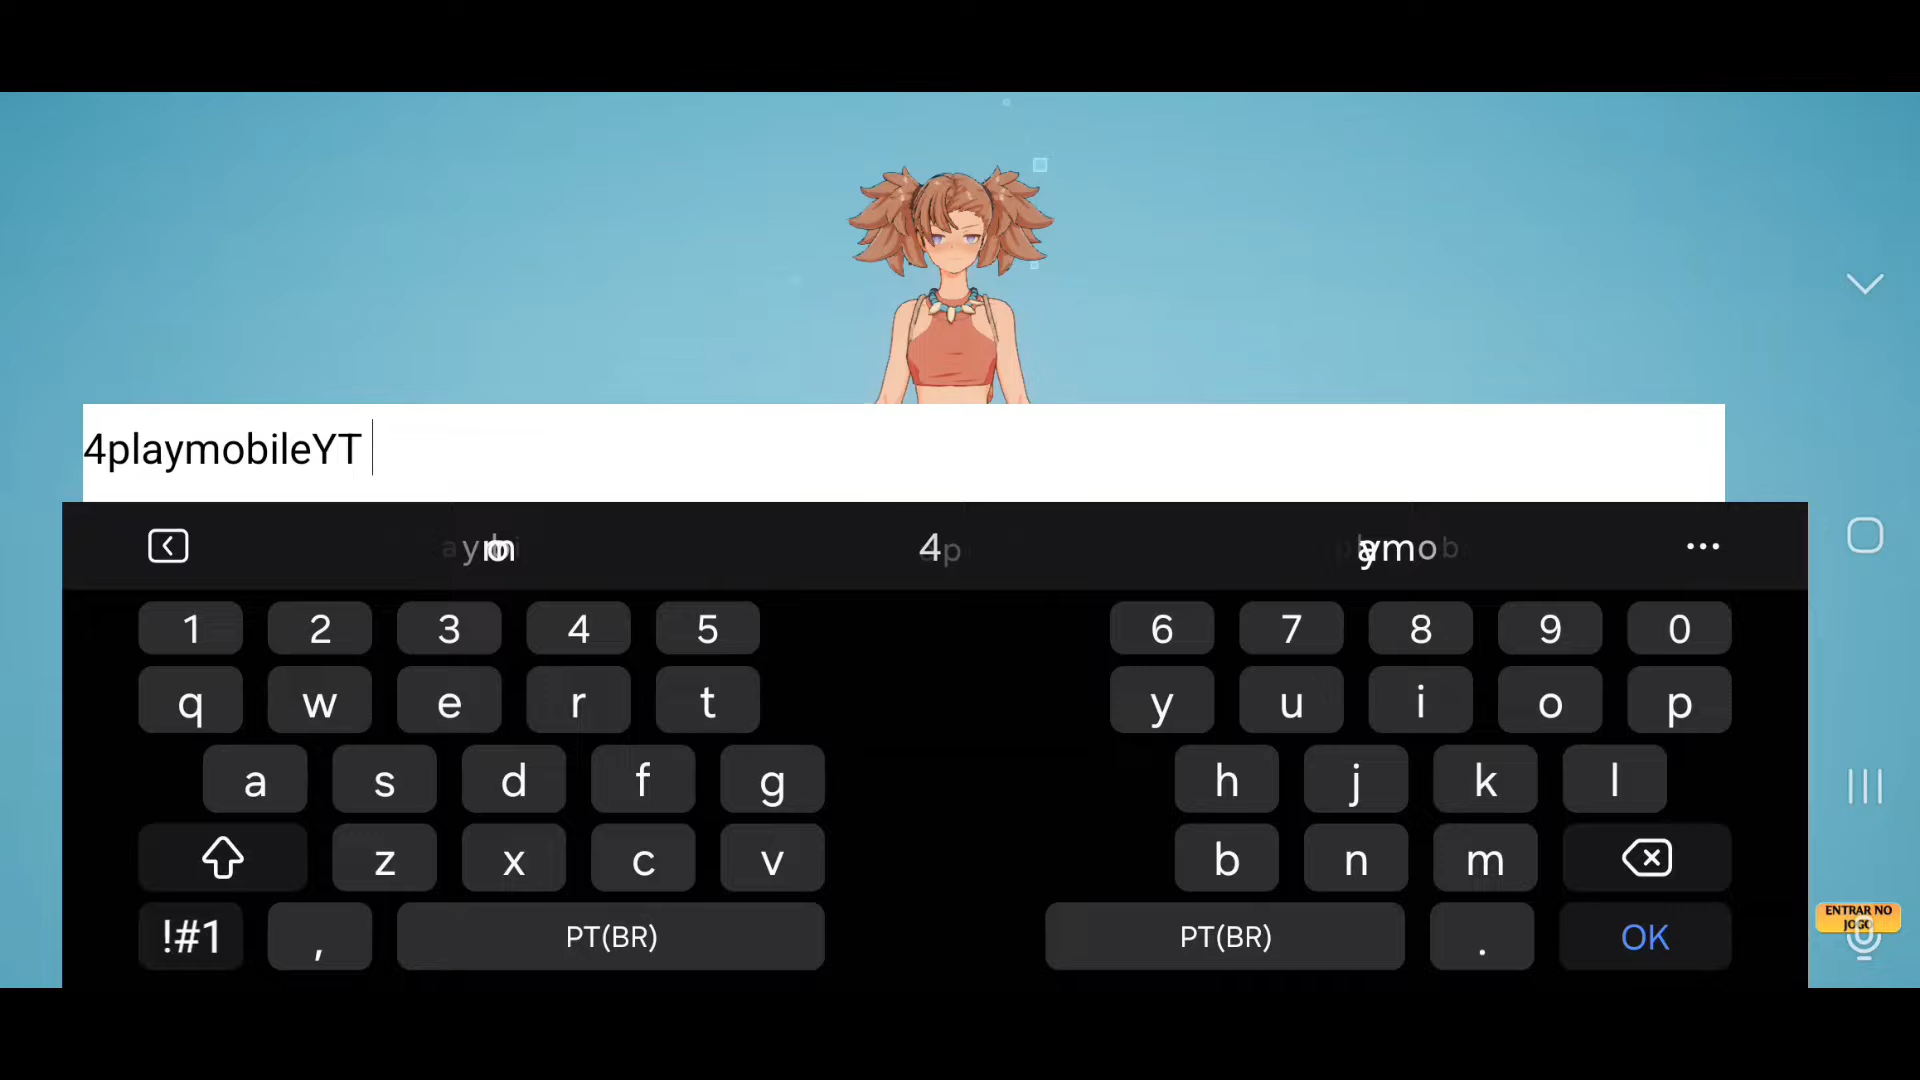 4playmobileYT
1 2 3 4 5 6 7 8 9 0
q w e r t y u i o p
a s d f g h j k l
z x c v b n m
!#1 , PT(BR) PT(BR) . OK
ENTRAR NO
JOGO